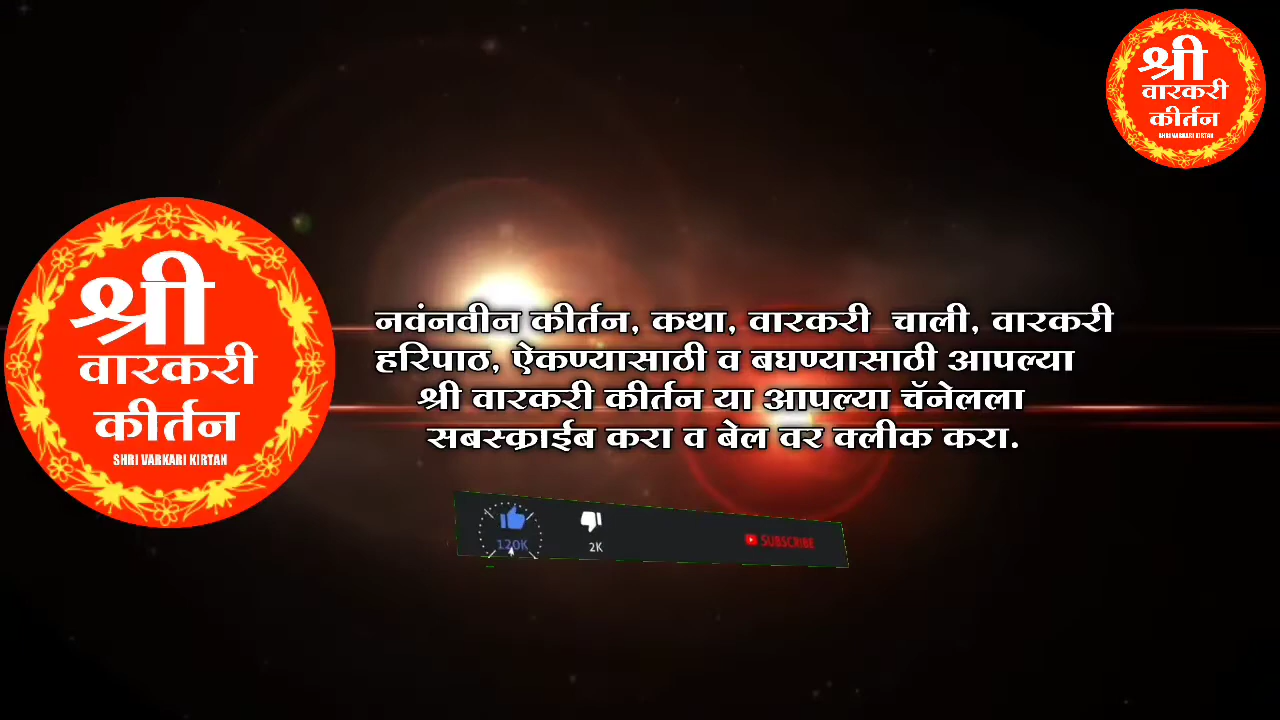 श्री
वारकरी
कीर्तन
SHRI VARKARI KIRTAN
श्री
वारकरी
कीर्तन
SHRI VARKARI KIRTAN
नवंनवीन कीर्तन, कथा, वारकरी चाली, वारकरी
हरिपाठ, ऐकण्यासाठी व बघण्यासाठी आपल्या
श्री वारकरी कीर्तन या आपल्या चॅनेलला
सबस्क्राईब करा व बेल वर क्लीक करा.
120K
2K
SUBSCRIBE